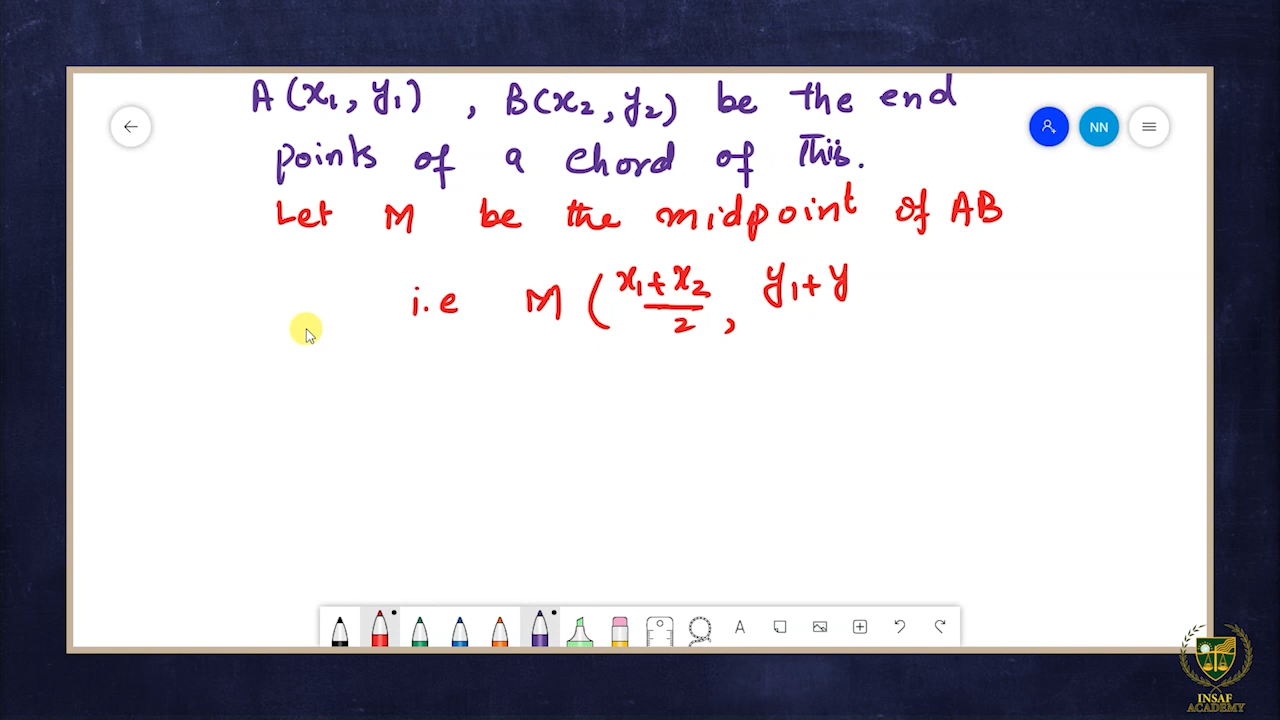 A(x₁, y₁) , B(x₂, y₂) be the end
points of a chord of this.
Let M be the midpoint of AB
i.e M ( x₁+x₂/2 , y₁+y
NN
A
INSAF
ACADEMY